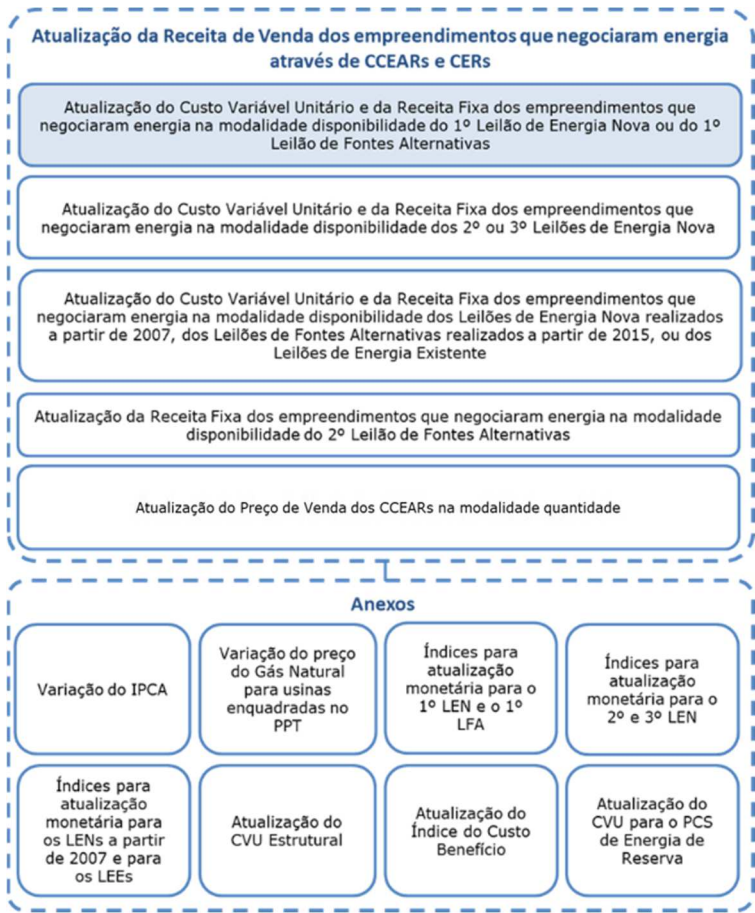 Atualização da Receita de Venda dos empreendimentos que negociaram energia
através de CCEARs e CERs
Atualização do Custo Variável Unitário e da Receita Fixa dos empreendimentos que
negociaram energia na modalidade disponibilidade do 1º Leilão de Energia Nova ou do 1º
Leilão de Fontes Alternativas
Atualização do Custo Variável Unitário e da Receita Fixa dos empreendimentos que
negociaram energia na modalidade disponibilidade dos 2º ou 3º Leilões de Energia Nova
Atualização do Custo Variável Unitário e da Receita Fixa dos empreendimentos que
negociaram energia na modalidade disponibilidade dos Leilões de Energia Nova realizados
a partir de 2007, dos Leilões de Fontes Alternativas realizados a partir de 2015, ou dos
Leilões de Energia Existente
Atualização da Receita Fixa dos empreendimentos que negociaram energia na modalidade
disponibilidade do 2º Leilão de Fontes Alternativas
Atualização do Preço de Venda dos CCEARs na modalidade quantidade
Anexos
Variação do IPCA
Variação do preço
do Gás Natural
para usinas
enquadradas no
PPT
Índices para
atualização
monetária para o
1º LEN e o 1º
LFA
Índices para
atualização
monetária para o
2º e 3º LEN
Índices para
atualização
monetária para
os LENs a partir
de 2007 e para
os LEEs
Atualização do
CVU Estrutural
Atualização do
Índice do Custo
Benefício
Atualização do
CVU para o PCS
de Energia de
Reserva